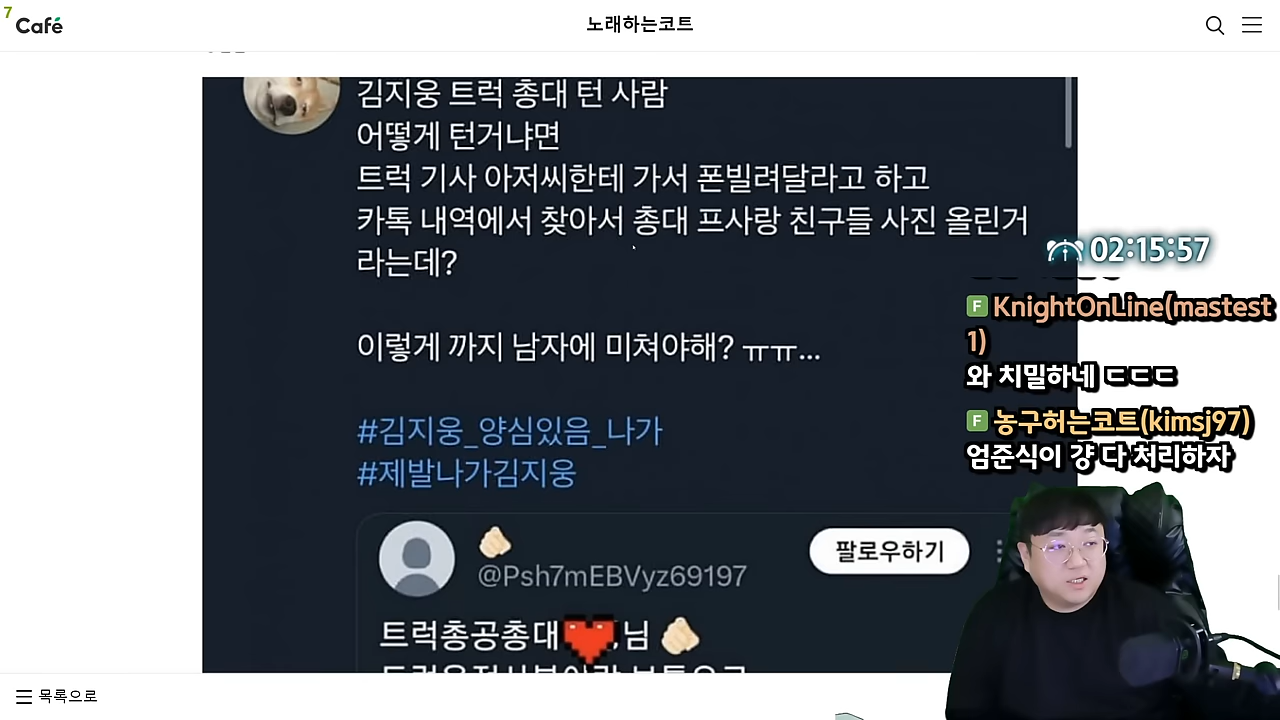 7
Café
노래하는코트
김지웅 트럭 총대 턴 사람
어떻게 턴거냐면
트럭 기사 아저씨한테 가서 폰빌려달라고 하고
카톡 내역에서 찾아서 총대 프사랑 친구들 사진 올린거
라는데?
이렇게 까지 남자에 미쳐야해? ㅠㅠ...
#김지웅_양심있음_나가
#제발나가김지웅
@Psh7mEBVyz69197
팔로우하기
트럭총공총대
님
02:15:57
F KnightOnLine(mastest
1)
와 치밀하네 ㄷㄷㄷ
F 농구허는코트(kimsj97)
엄준식이 걍 다 처리하자
목록으로